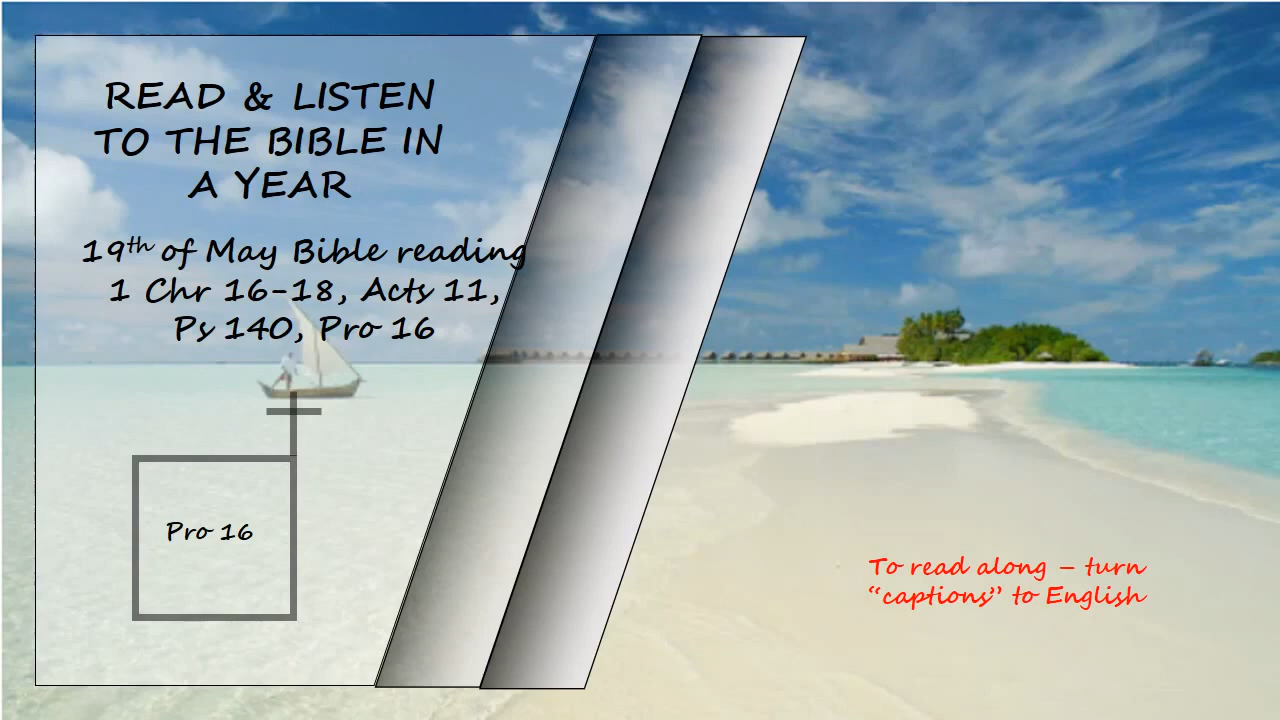 READ & LISTEN
TO THE BIBLE IN
A YEAR
19th of May Bible reading
1 Chr 16-18, Acts 11,
Ps 140, Pro 16
Pro 16
To read along – turn
“captions” to English